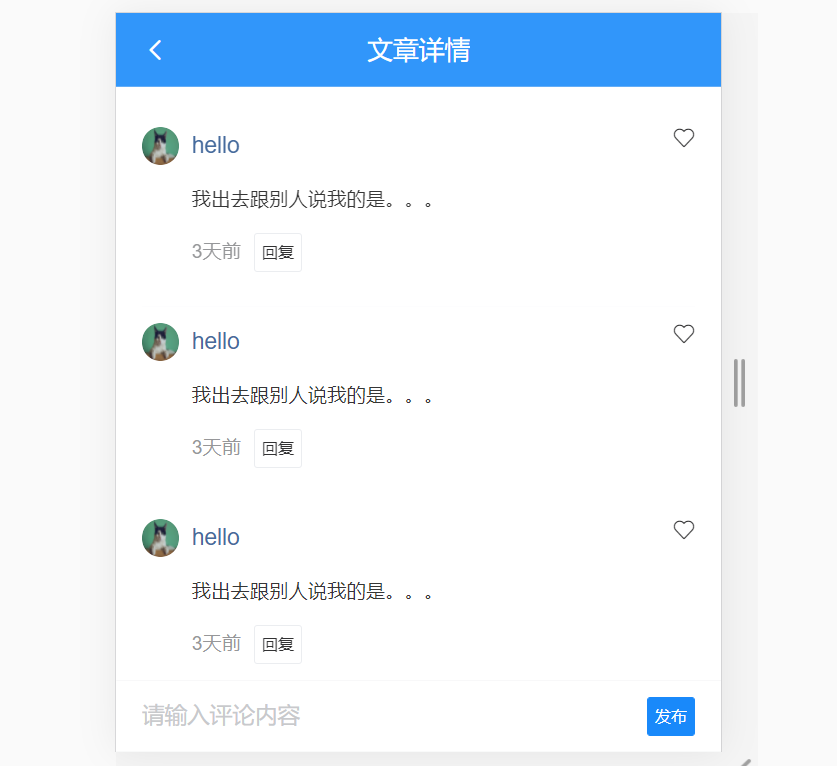 文章详情
hello
我出去跟别人说我的是。。。
3天前 回复
hello
我出去跟别人说我的是。。。
3天前 回复
hello
我出去跟别人说我的是。。。
3天前 回复
请输入评论内容 发布